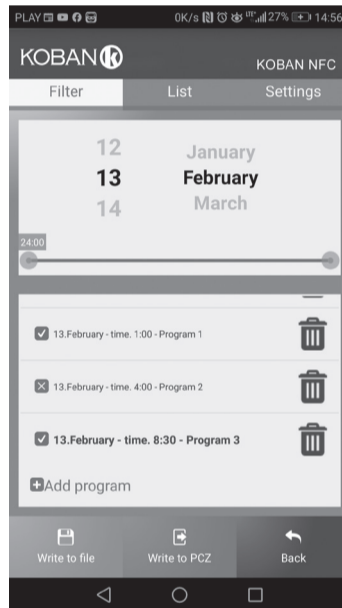 PLAY 0K/s LTE 27% 14:56
KOBAN K
KOBAN NFC
Filter List Settings
12 January
13 February
14 March
24:00
13.February - time. 1:00 - Program 1
13.February - time. 4:00 - Program 2
13.February - time. 8:30 - Program 3
Add program
Write to file Write to PCZ Back